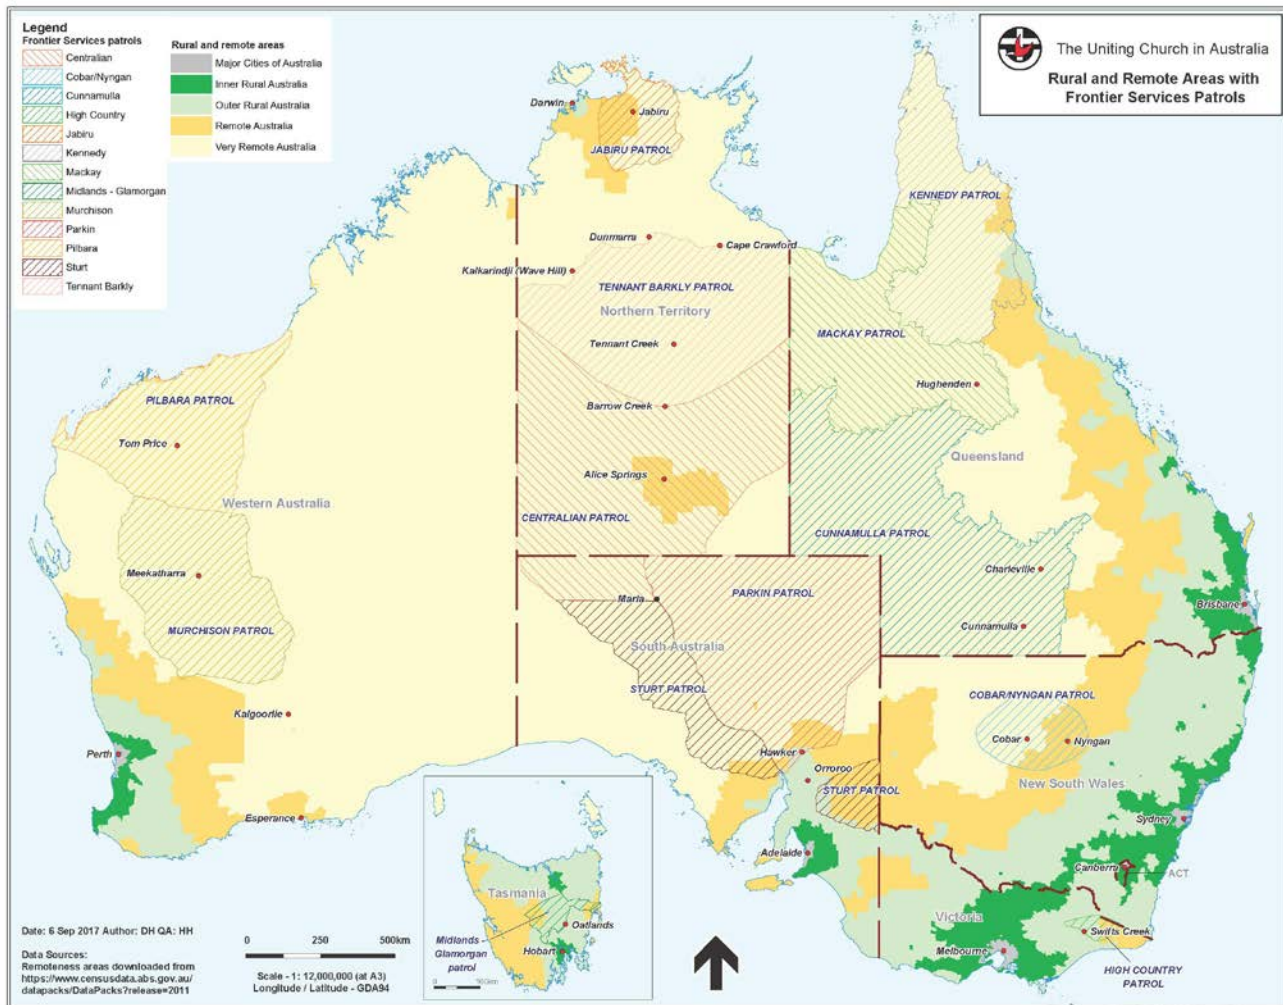 Legend
Frontier Services patrols
Centralian
Cobar/Nyngan
Cunnamulla
High Country
Jabiru
Kennedy
Mackay
Midlands - Glamorgan
Murchison
Parkin
Pilbara
Sturt
Tennant Barkly
Rural and remote areas
Major Cities of Australia
Inner Rural Australia
Outer Rural Australia
Remote Australia
Very Remote Australia
The Uniting Church in Australia
Rural and Remote Areas with
Frontier Services Patrols
Darwin
Jabiru
JABIRU PATROL
KENNEDY PATROL
Dunmarra
Cape Crawford
Kalkarindji (Wave Hill)
TENNANT BARKLY PATROL
Northern Territory
MACKAY PATROL
Tennant Creek
Hughenden
PILBARA PATROL
Barrow Creek
Tom Price
Queensland
Alice Springs
Western Australia
CENTRALIAN PATROL
CUNNAMULLA PATROL
Charleville
Meekatharra
Marla
PARKIN PATROL
Brisbane
Cunnamulla
MURCHISON PATROL
South Australia
STURT PATROL
COBAR/NYNGAN PATROL
Kalgoorlie
Cobar
Nyngan
Perth
Hawker
Orroroo
STURT PATROL
New South Wales
Esperance
Sydney
Adelaide
Canberra
ACT
Tasmania
Victoria
Oatlands
Swifts Creek
Midlands -
Glamorgan
patrol
Hobart
Melbourne
HIGH COUNTRY
PATROL
Date: 6 Sep 2017 Author: DH QA: HH
Data Sources:
Remoteness areas downloaded from
https://www.censusdata.abs.gov.au/
datapacks/DataPacks?release=2011
0 250 500km
Scale - 1: 12,000,000 (at A3)
Longitude / Latitude - GDA94